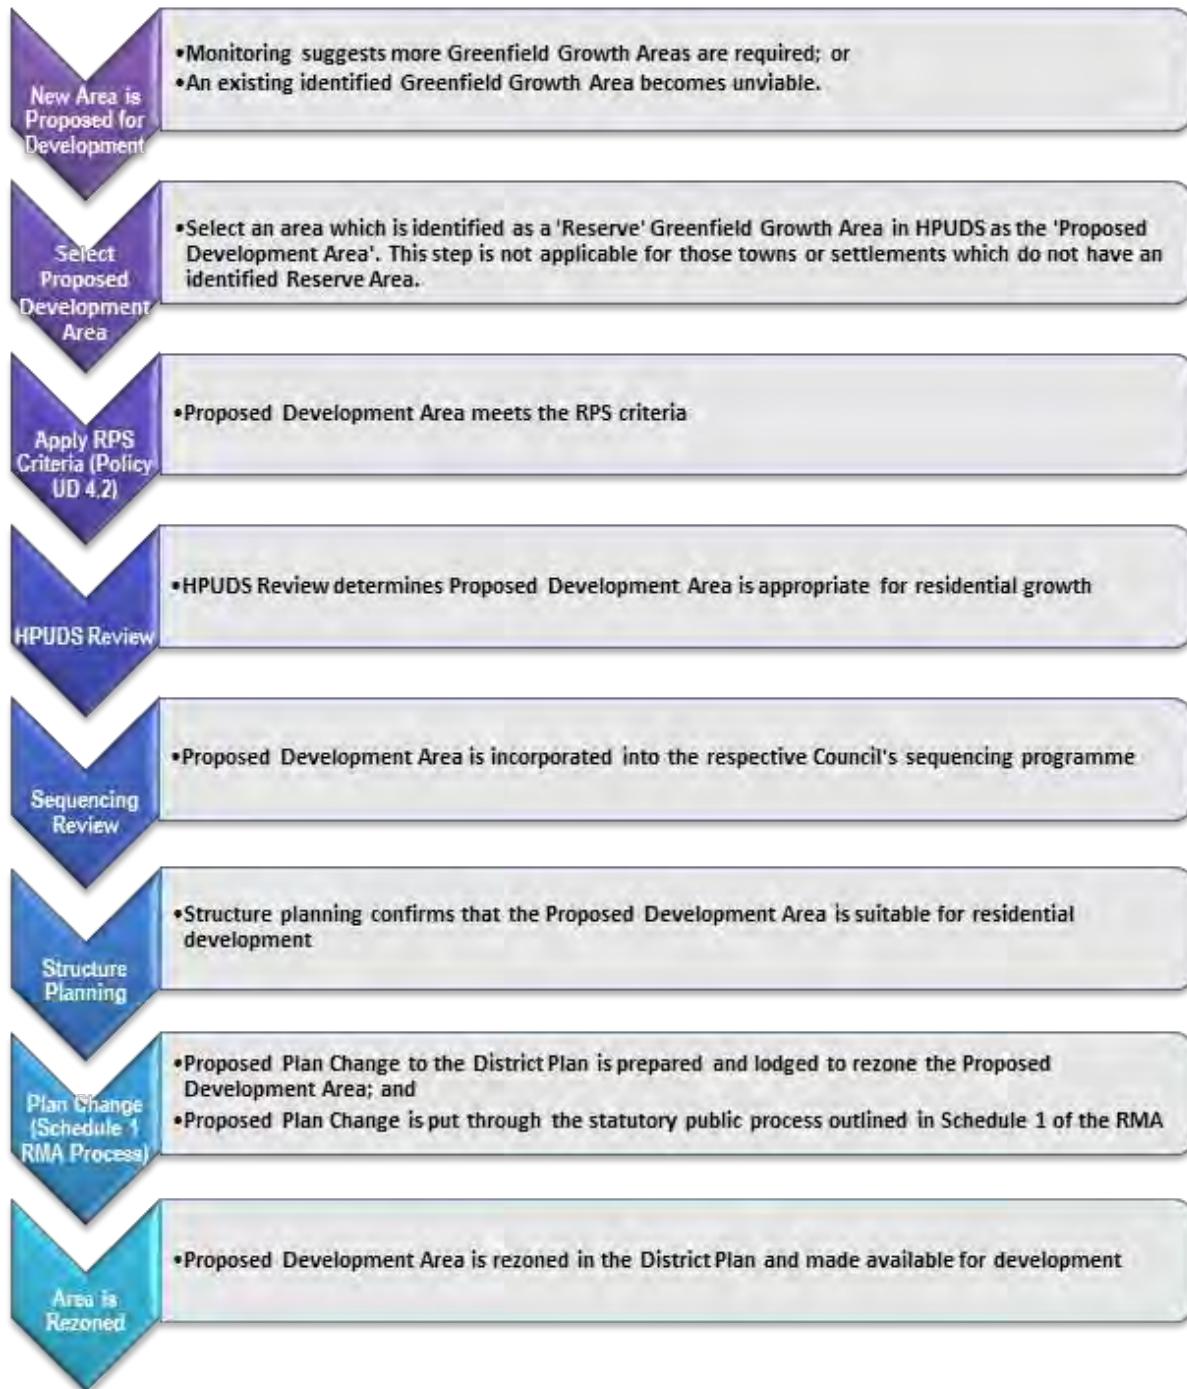 New Area is
Proposed for
Development
•Monitoring suggests more Greenfield Growth Areas are required; or
•An existing identified Greenfield Growth Area becomes unviable.
Select
Proposed
Development
Area
•Select an area which is identified as a 'Reserve' Greenfield Growth Area in HPUDS as the 'Proposed
Development Area'. This step is not applicable for those towns or settlements which do not have an
identified Reserve Area.
Apply RPS
Criteria (Policy
UD 4.2)
•Proposed Development Area meets the RPS criteria
HPUDS Review
•HPUDS Review determines Proposed Development Area is appropriate for residential growth
Sequencing
Review
•Proposed Development Area is incorporated into the respective Council's sequencing programme
Structure
Planning
•Structure planning confirms that the Proposed Development Area is suitable for residential
development
Plan Change
(Schedule 1
RMA Process)
•Proposed Plan Change to the District Plan is prepared and lodged to rezone the Proposed
Development Area; and
•Proposed Plan Change is put through the statutory public process outlined in Schedule 1 of the RMA
Area is
Rezoned
•Proposed Development Area is rezoned in the District Plan and made available for development